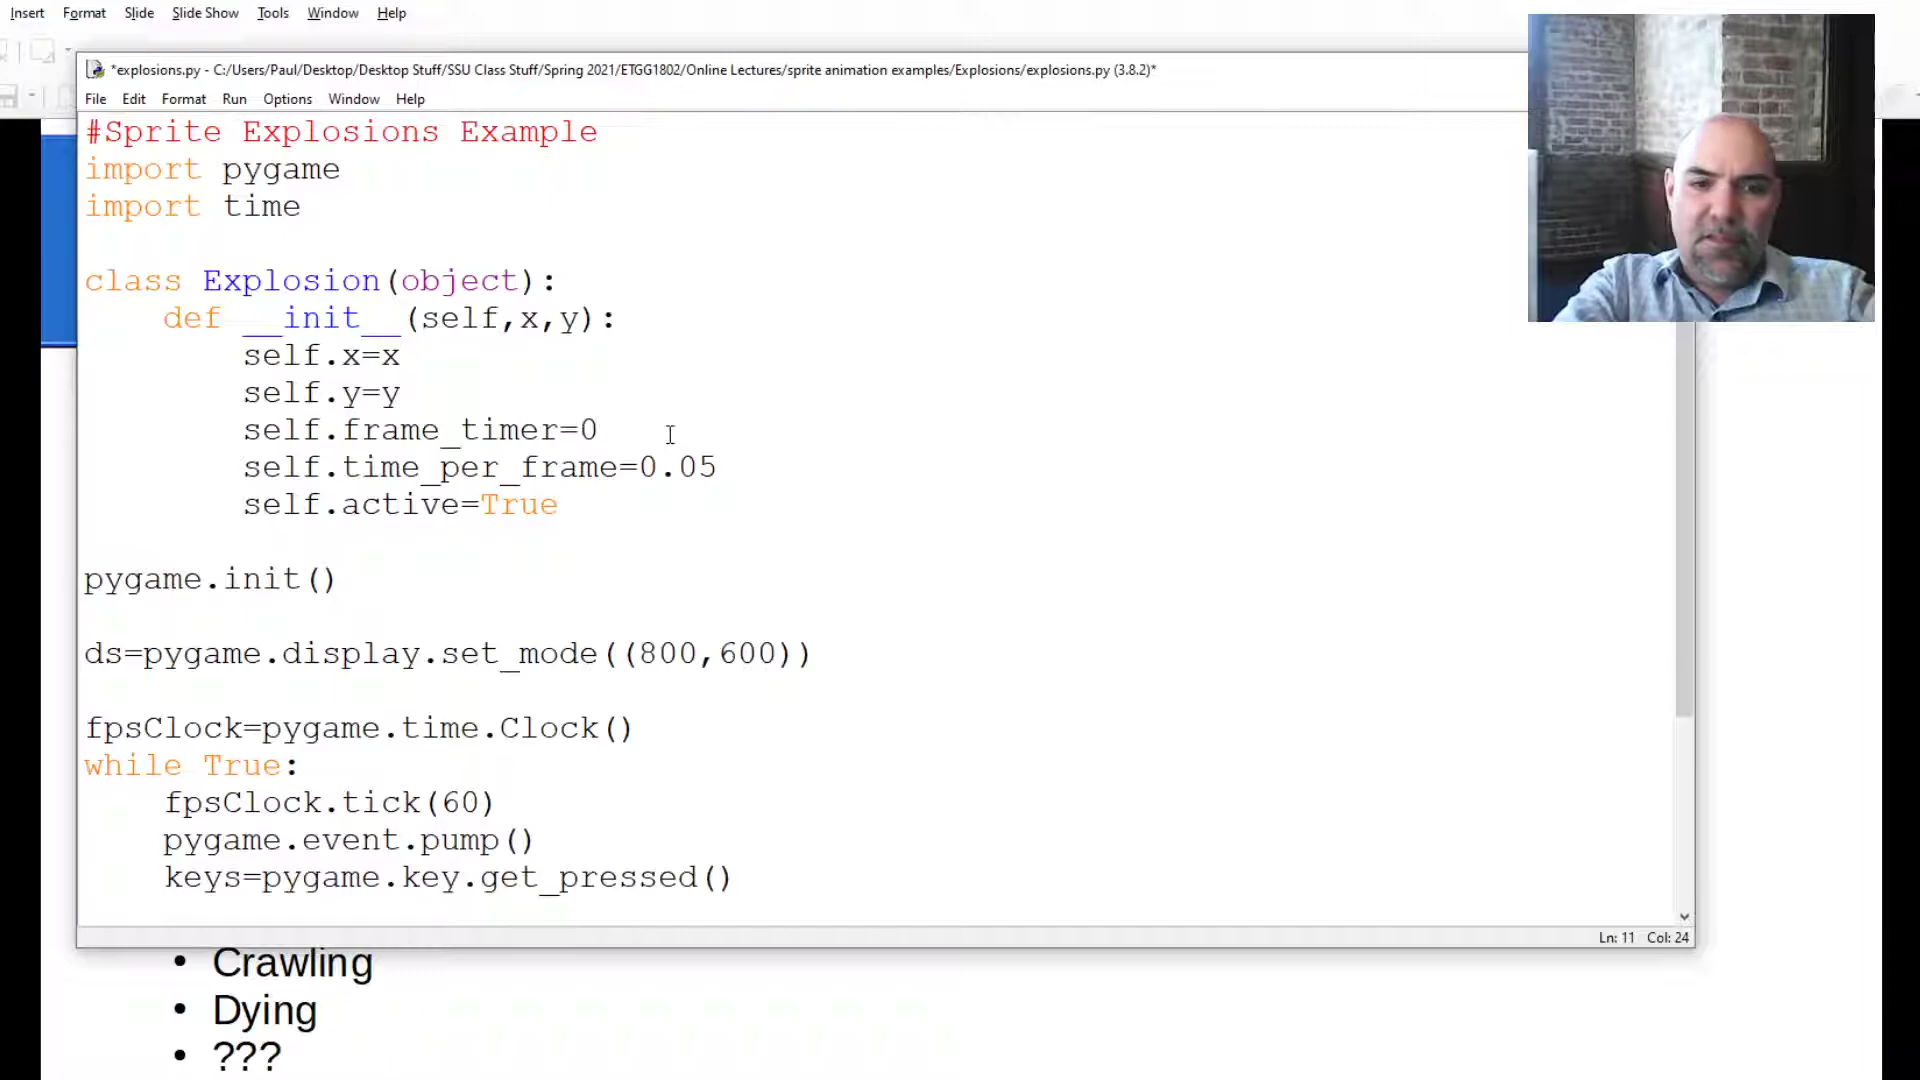 Insert Format Slide Slide Show Tools Window Help
*explosions.py - C:/Users/Paul/Desktop/Desktop Stuff/SSU Class Stuff/Spring 2021/ETGG1802/Online Lectures/sprite animation examples/Explosions/explosions.py (3.8.2)*
File Edit Format Run Options Window Help
#Sprite Explosions Example
import pygame
import time
class Explosion(object):
    def __init__(self,x,y):
        self.x=x
        self.y=y
        self.frame_timer=0
        self.time_per_frame=0.05
        self.active=True
pygame.init()
ds=pygame.display.set_mode((800,600))
fpsClock=pygame.time.Clock()
while True:
    fpsClock.tick(60)
    pygame.event.pump()
    keys=pygame.key.get_pressed()
Ln: 11 Col: 24
• Crawling
• Dying
• ???